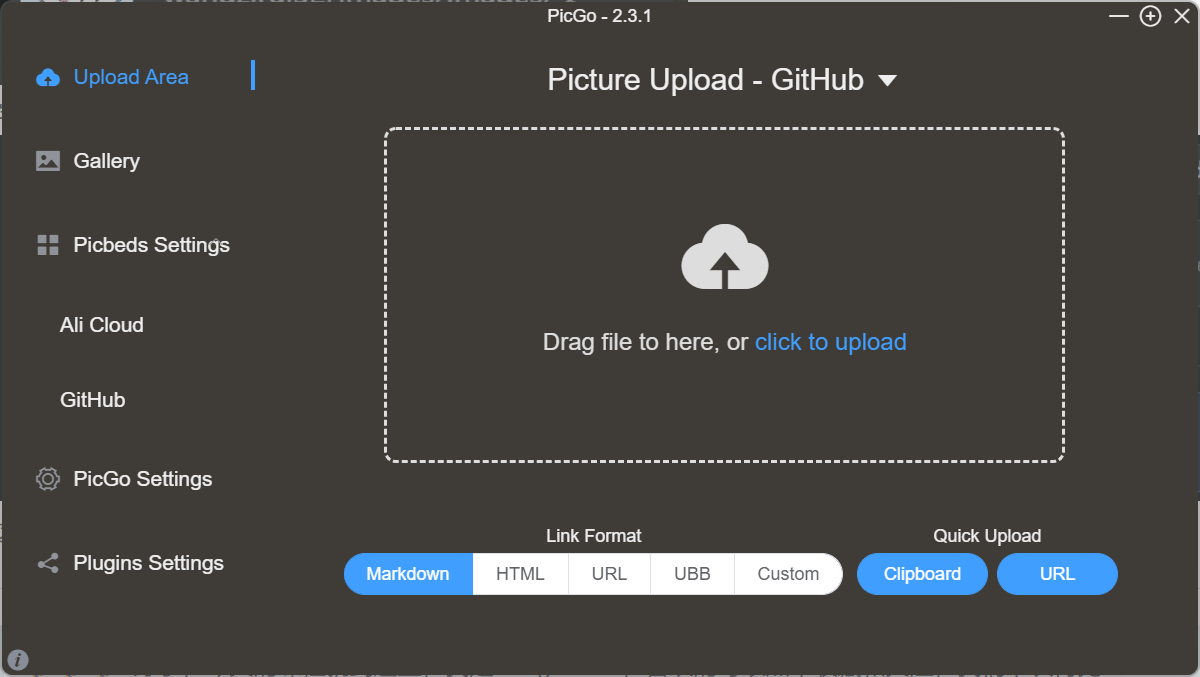 PicGo - 2.3.1
Upload Area
Gallery
Picbeds Settings
Ali Cloud
GitHub
PicGo Settings
Plugins Settings
Picture Upload - GitHub
Drag file to here, or click to upload
Link Format
Markdown HTML URL UBB Custom
Quick Upload
Clipboard URL